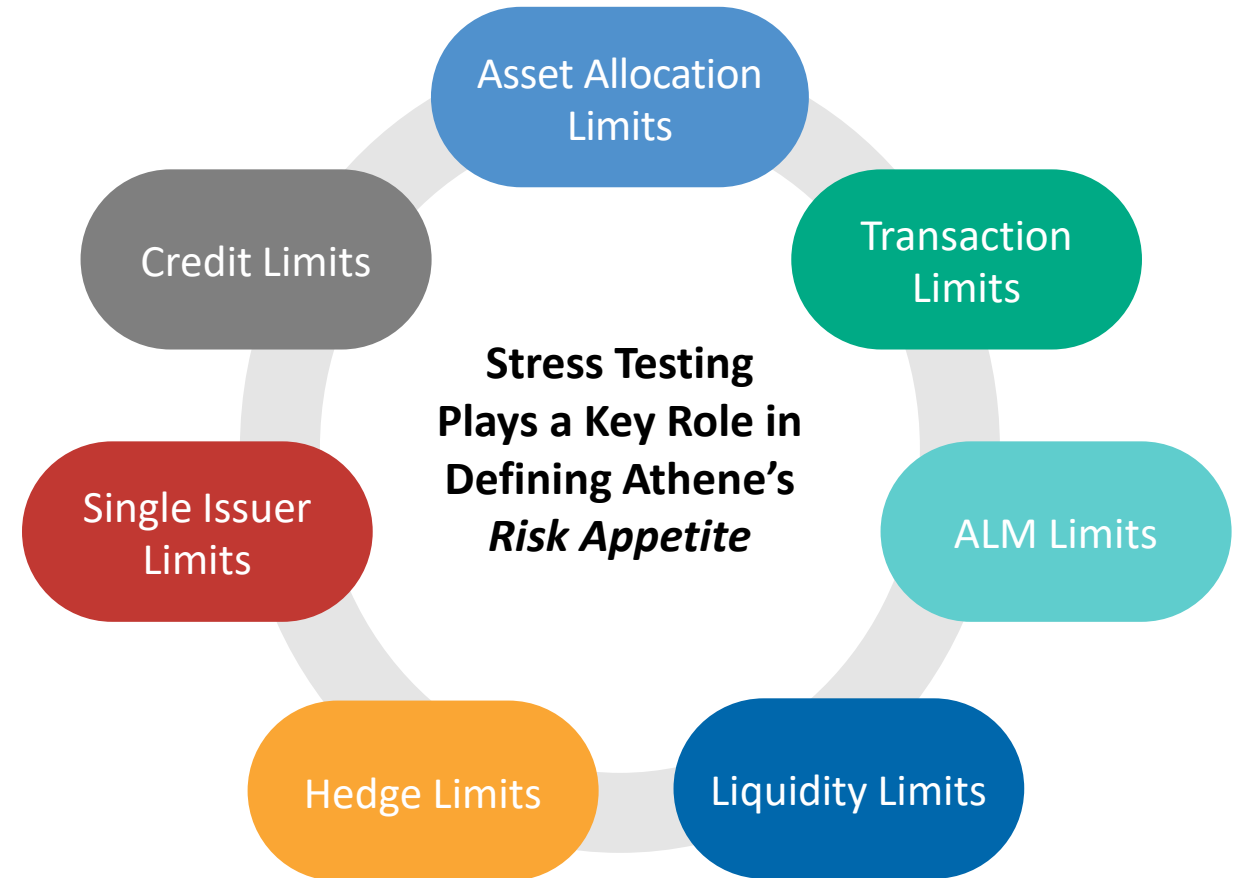 Asset Allocation
Limits
Transaction
Limits
ALM Limits
Liquidity Limits
Hedge Limits
Single Issuer
Limits
Credit Limits
Stress Testing
Plays a Key Role in
Defining Athene’s
Risk Appetite